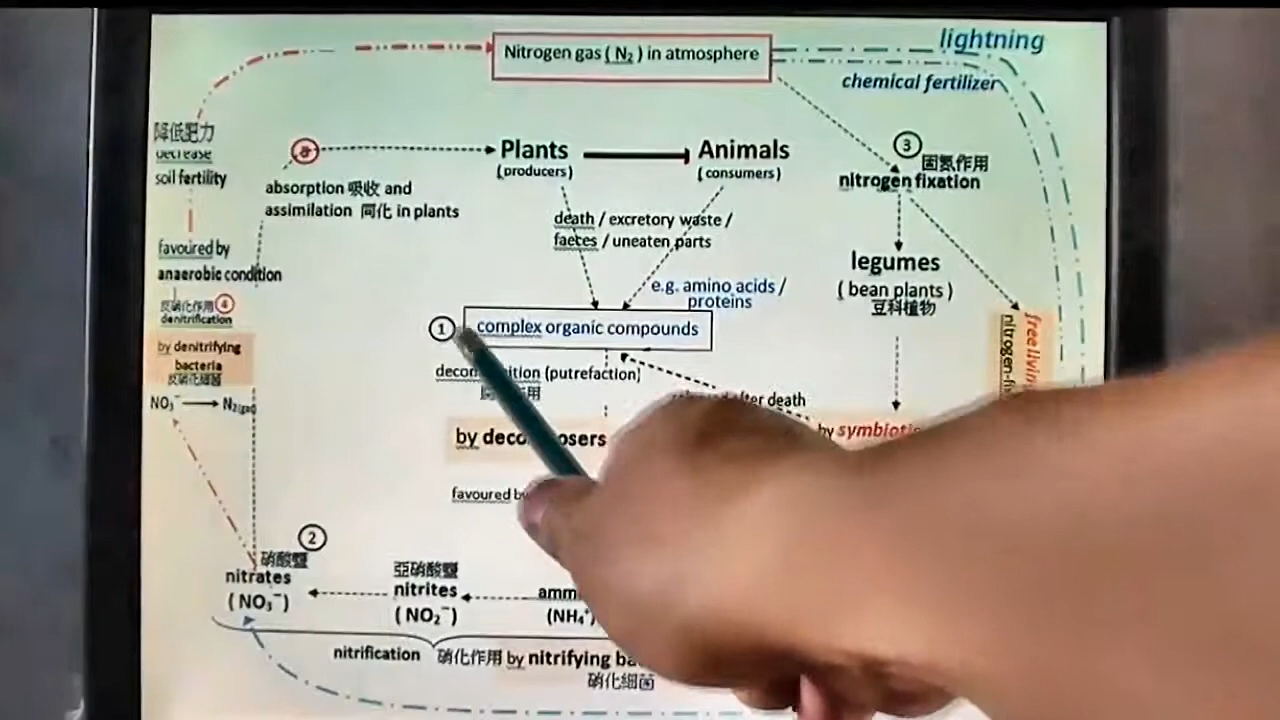 lightning
Nitrogen gas ( N₂ ) in atmosphere
chemical fertilizer
降低肥力
decrease
soil fertility
Plants
(producers)
Animals
(consumers)
3
固氮作用
nitrogen fixation
absorption 吸收 and
assimilation 同化 in plants
death / excretory waste /
faeces / uneaten parts
favoured by
anaerobic condition
legumes
( bean plants )
豆科植物
e.g. amino acids /
proteins
反硝化作用 4
denitrification
1
complex organic compounds
by denitrifying
bacteria
反硝化細菌
(putrefaction)
after death
NO₃⁻ → N₂(gas)
by
by
favoured
2
硝酸鹽
nitrates
(NO₃⁻)
亞硝酸鹽
nitrites
(NO₂⁻)
(NH₄⁺)
nitrification 硝化作用 by nitrifying
硝化細菌